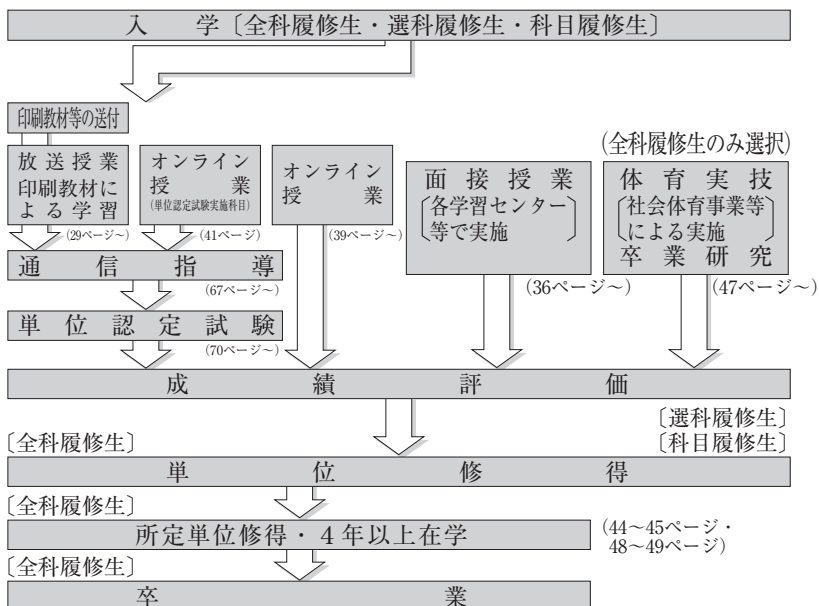 入学〔全科履修生・選科履修生・科目履修生〕
印刷教材等の送付
放送授業
印刷教材に
よる学習
(29ページ~)
オンライン
授業
(単位認定試験実施科目)
(41ページ)
オンライン
授業
(39ページ~)
面接授業
〔各学習センター
等で実施〕
(36ページ~)
(全科履修生のみ選択)
体育実技
〔社会体育事業等
による実施〕
卒業研究
(47ページ~)
通信指導
(67ページ~)
単位認定試験
(70ページ~)
成績評価
〔選科履修生〕
〔全科履修生〕
〔科目履修生〕
単位修得
〔全科履修生〕
所定単位修得・4年以上在学
(44~45ページ・
48~49ページ)
〔全科履修生〕
卒業